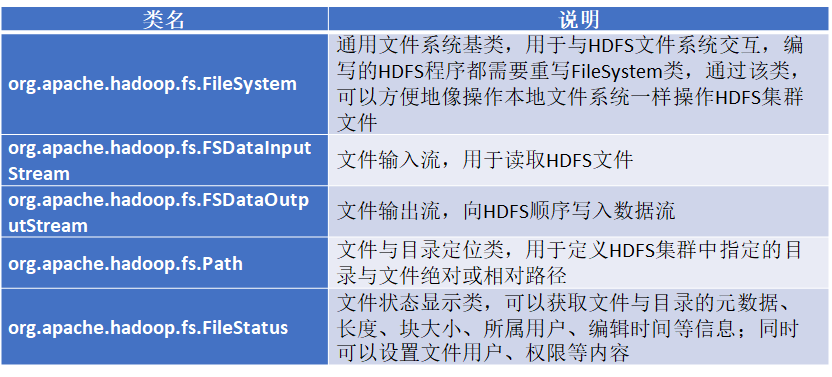 类名 说明
org.apache.hadoop.fs.FileSystem
通用文件系统基类，用于与HDFS文件系统交互，编
写的HDFS程序都需要重写FileSystem类，通过该类，
可以方便地像操作本地文件系统一样操作HDFS集群
文件
org.apache.hadoop.fs.FSDataInput
Stream
文件输入流，用于读取HDFS文件
org.apache.hadoop.fs.FSDataOutp
utStream
文件输出流，向HDFS顺序写入数据流
org.apache.hadoop.fs.Path
文件与目录定位类，用于定义HDFS集群中指定的目
录与文件绝对或相对路径
org.apache.hadoop.fs.FileStatus
文件状态显示类，可以获取文件与目录的元数据、
长度、块大小、所属用户、编辑时间等信息；同时
可以设置文件用户、权限等内容